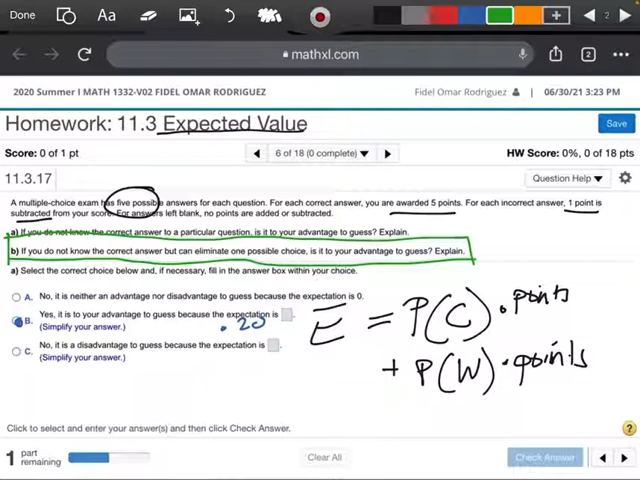 Done
Aa
2
mathxl.com
2
2020 Summer I MATH 1332-V02 FIDEL OMAR RODRIGUEZ
Fidel Omar Rodriguez
06/30/21 3:23 PM
Homework: 11.3 Expected Value
Save
Score: 0 of 1 pt
6 of 18 (0 complete)
HW Score: 0%, 0 of 18 pts
11.3.17
Question Help
A multiple-choice exam has five possible answers for each question. For each correct answer, you are awarded 5 points. For each incorrect answer, 1 point is
subtracted from your score. For answers left blank, no points are added or subtracted.
a) If you do not know the correct answer to a particular question, is it to your advantage to guess? Explain.
b) If you do not know the correct answer but can eliminate one possible choice, is it to your advantage to guess? Explain.
a) Select the correct choice below and, if necessary, fill in the answer box within your choice.
A. No, it is neither an advantage nor disadvantage to guess because the expectation is 0.
B. Yes, it is to your advantage to guess because the expectation is
(Simplify your answer.)
.20
C. No, it is a disadvantage to guess because the expectation is
(Simplify your answer.)
E = P(C) · points
+ P(W) · points
Click to select and enter your answer(s) and then click Check Answer.
?
1 part remaining
Clear All
Check Answer